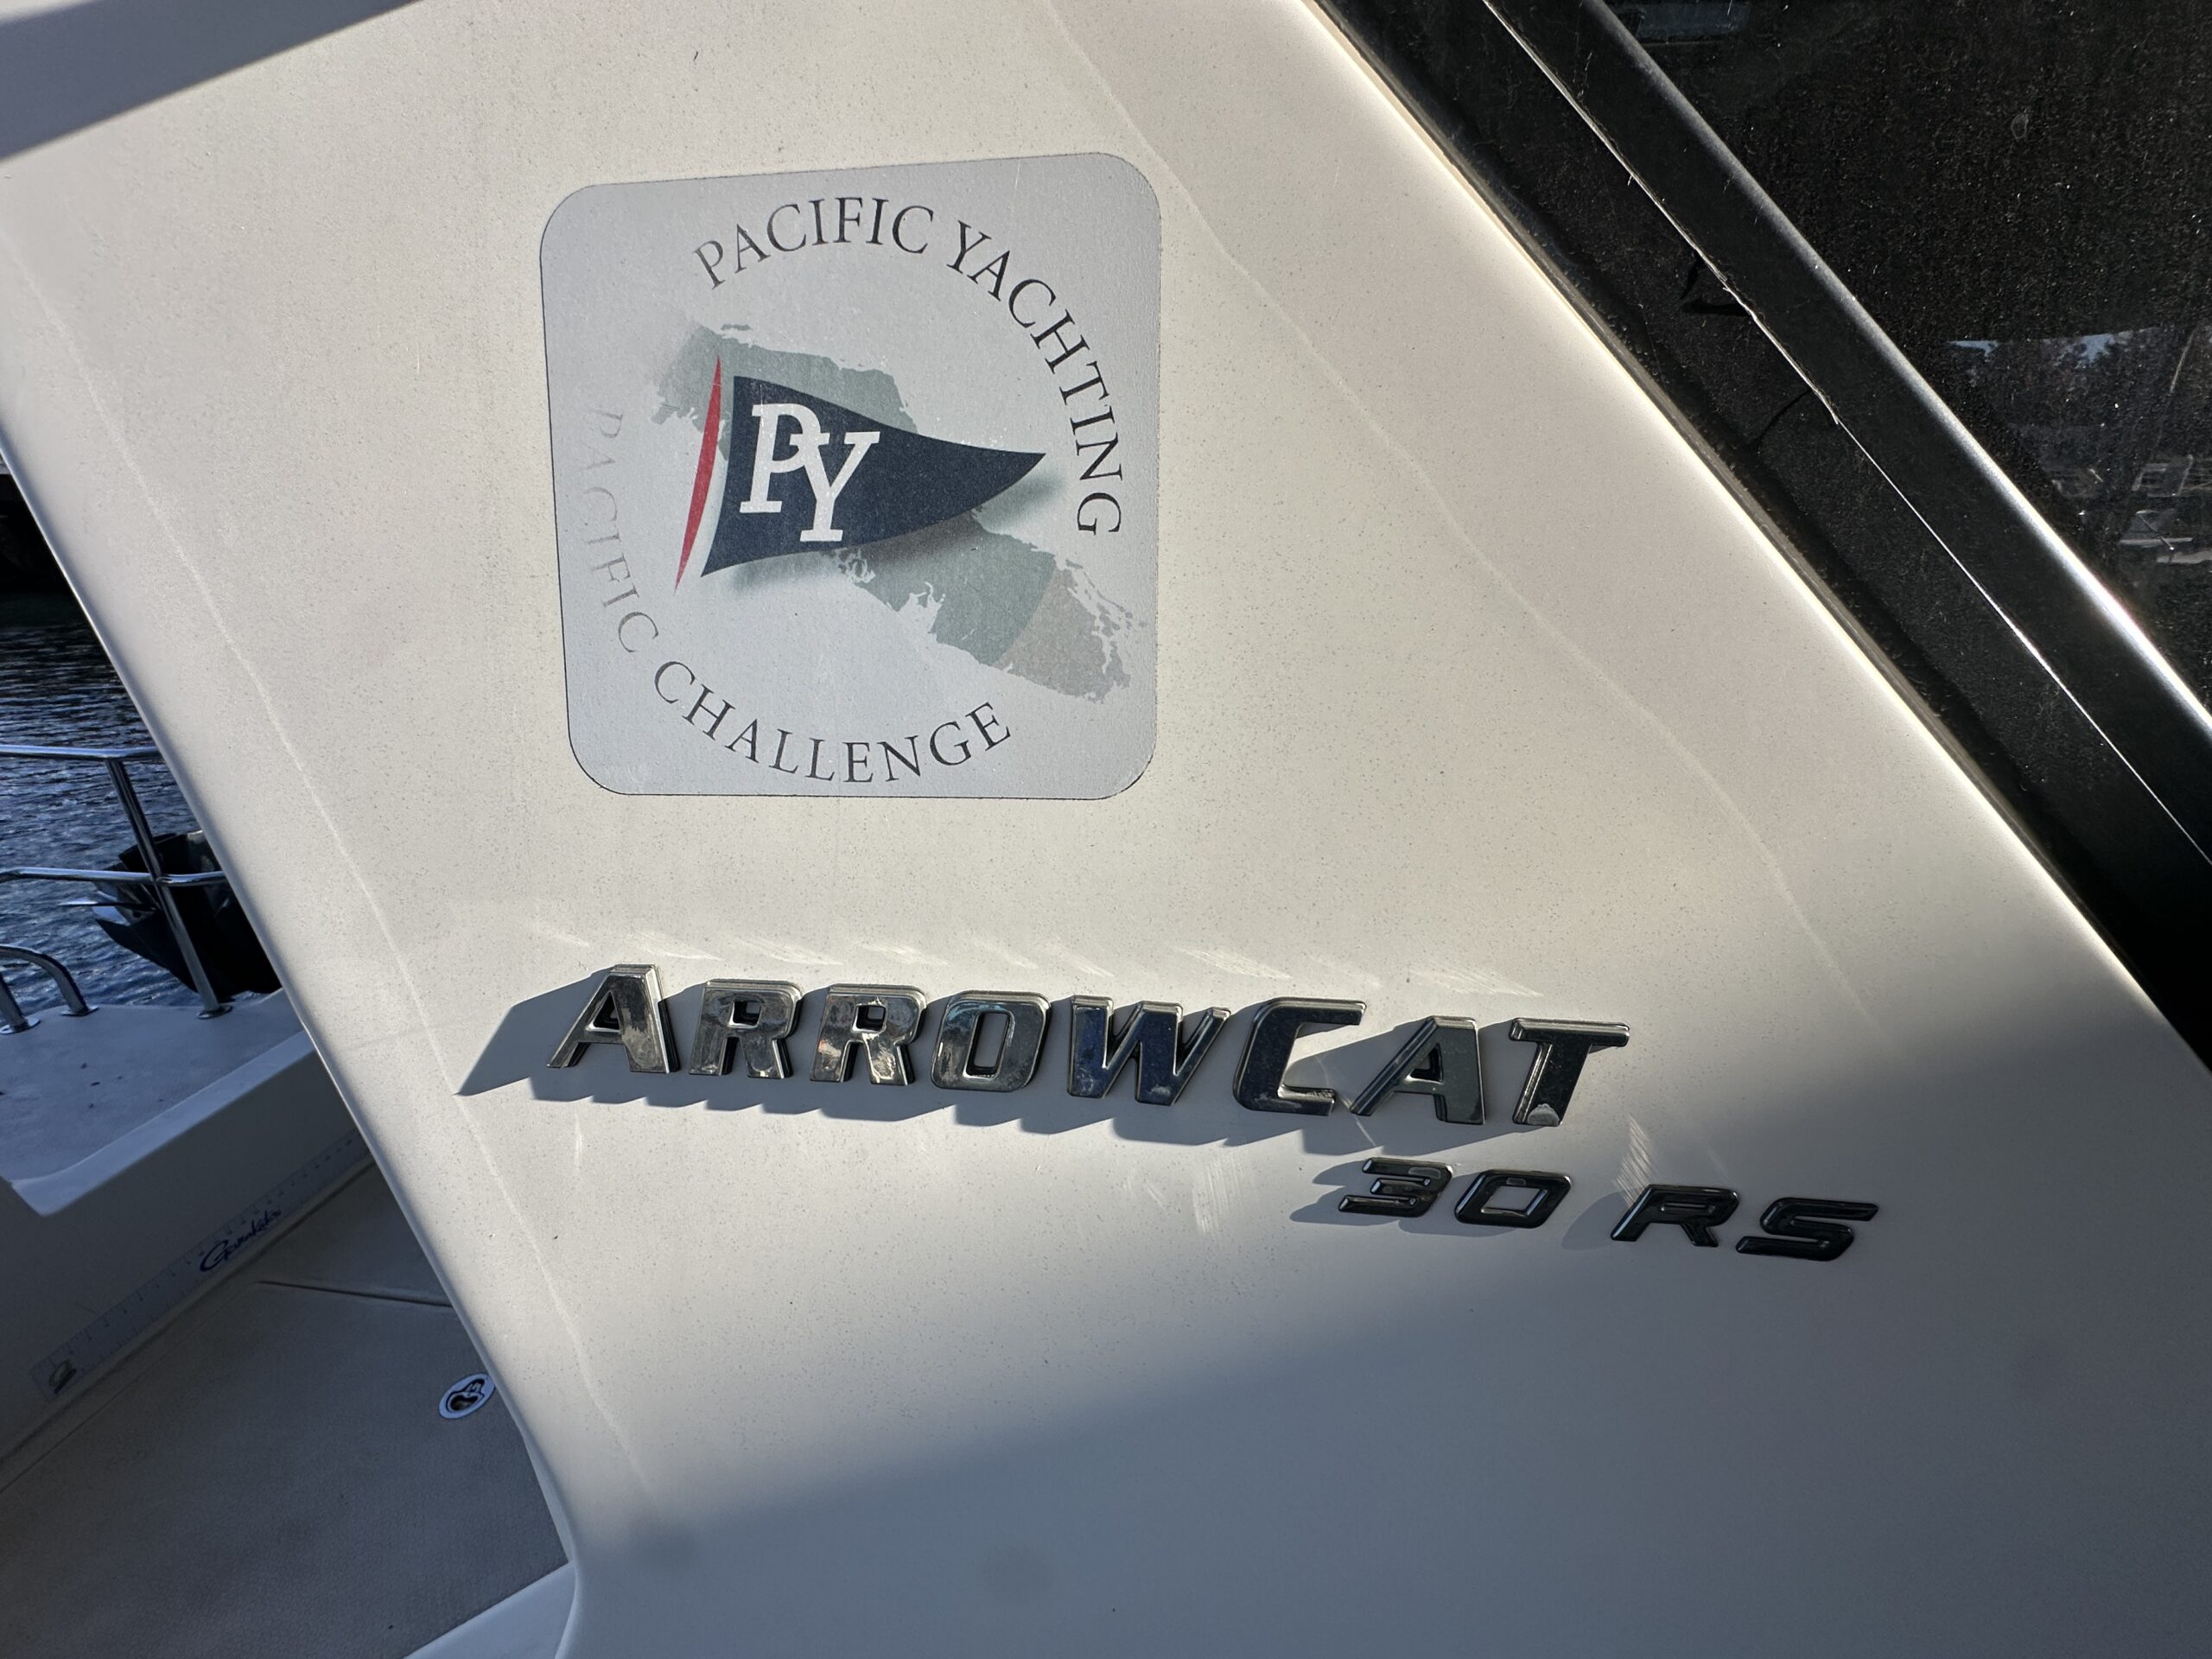 PACIFIC YACHTING
PY
PACIFIC CHALLENGE
ARROWCAT
30 RS